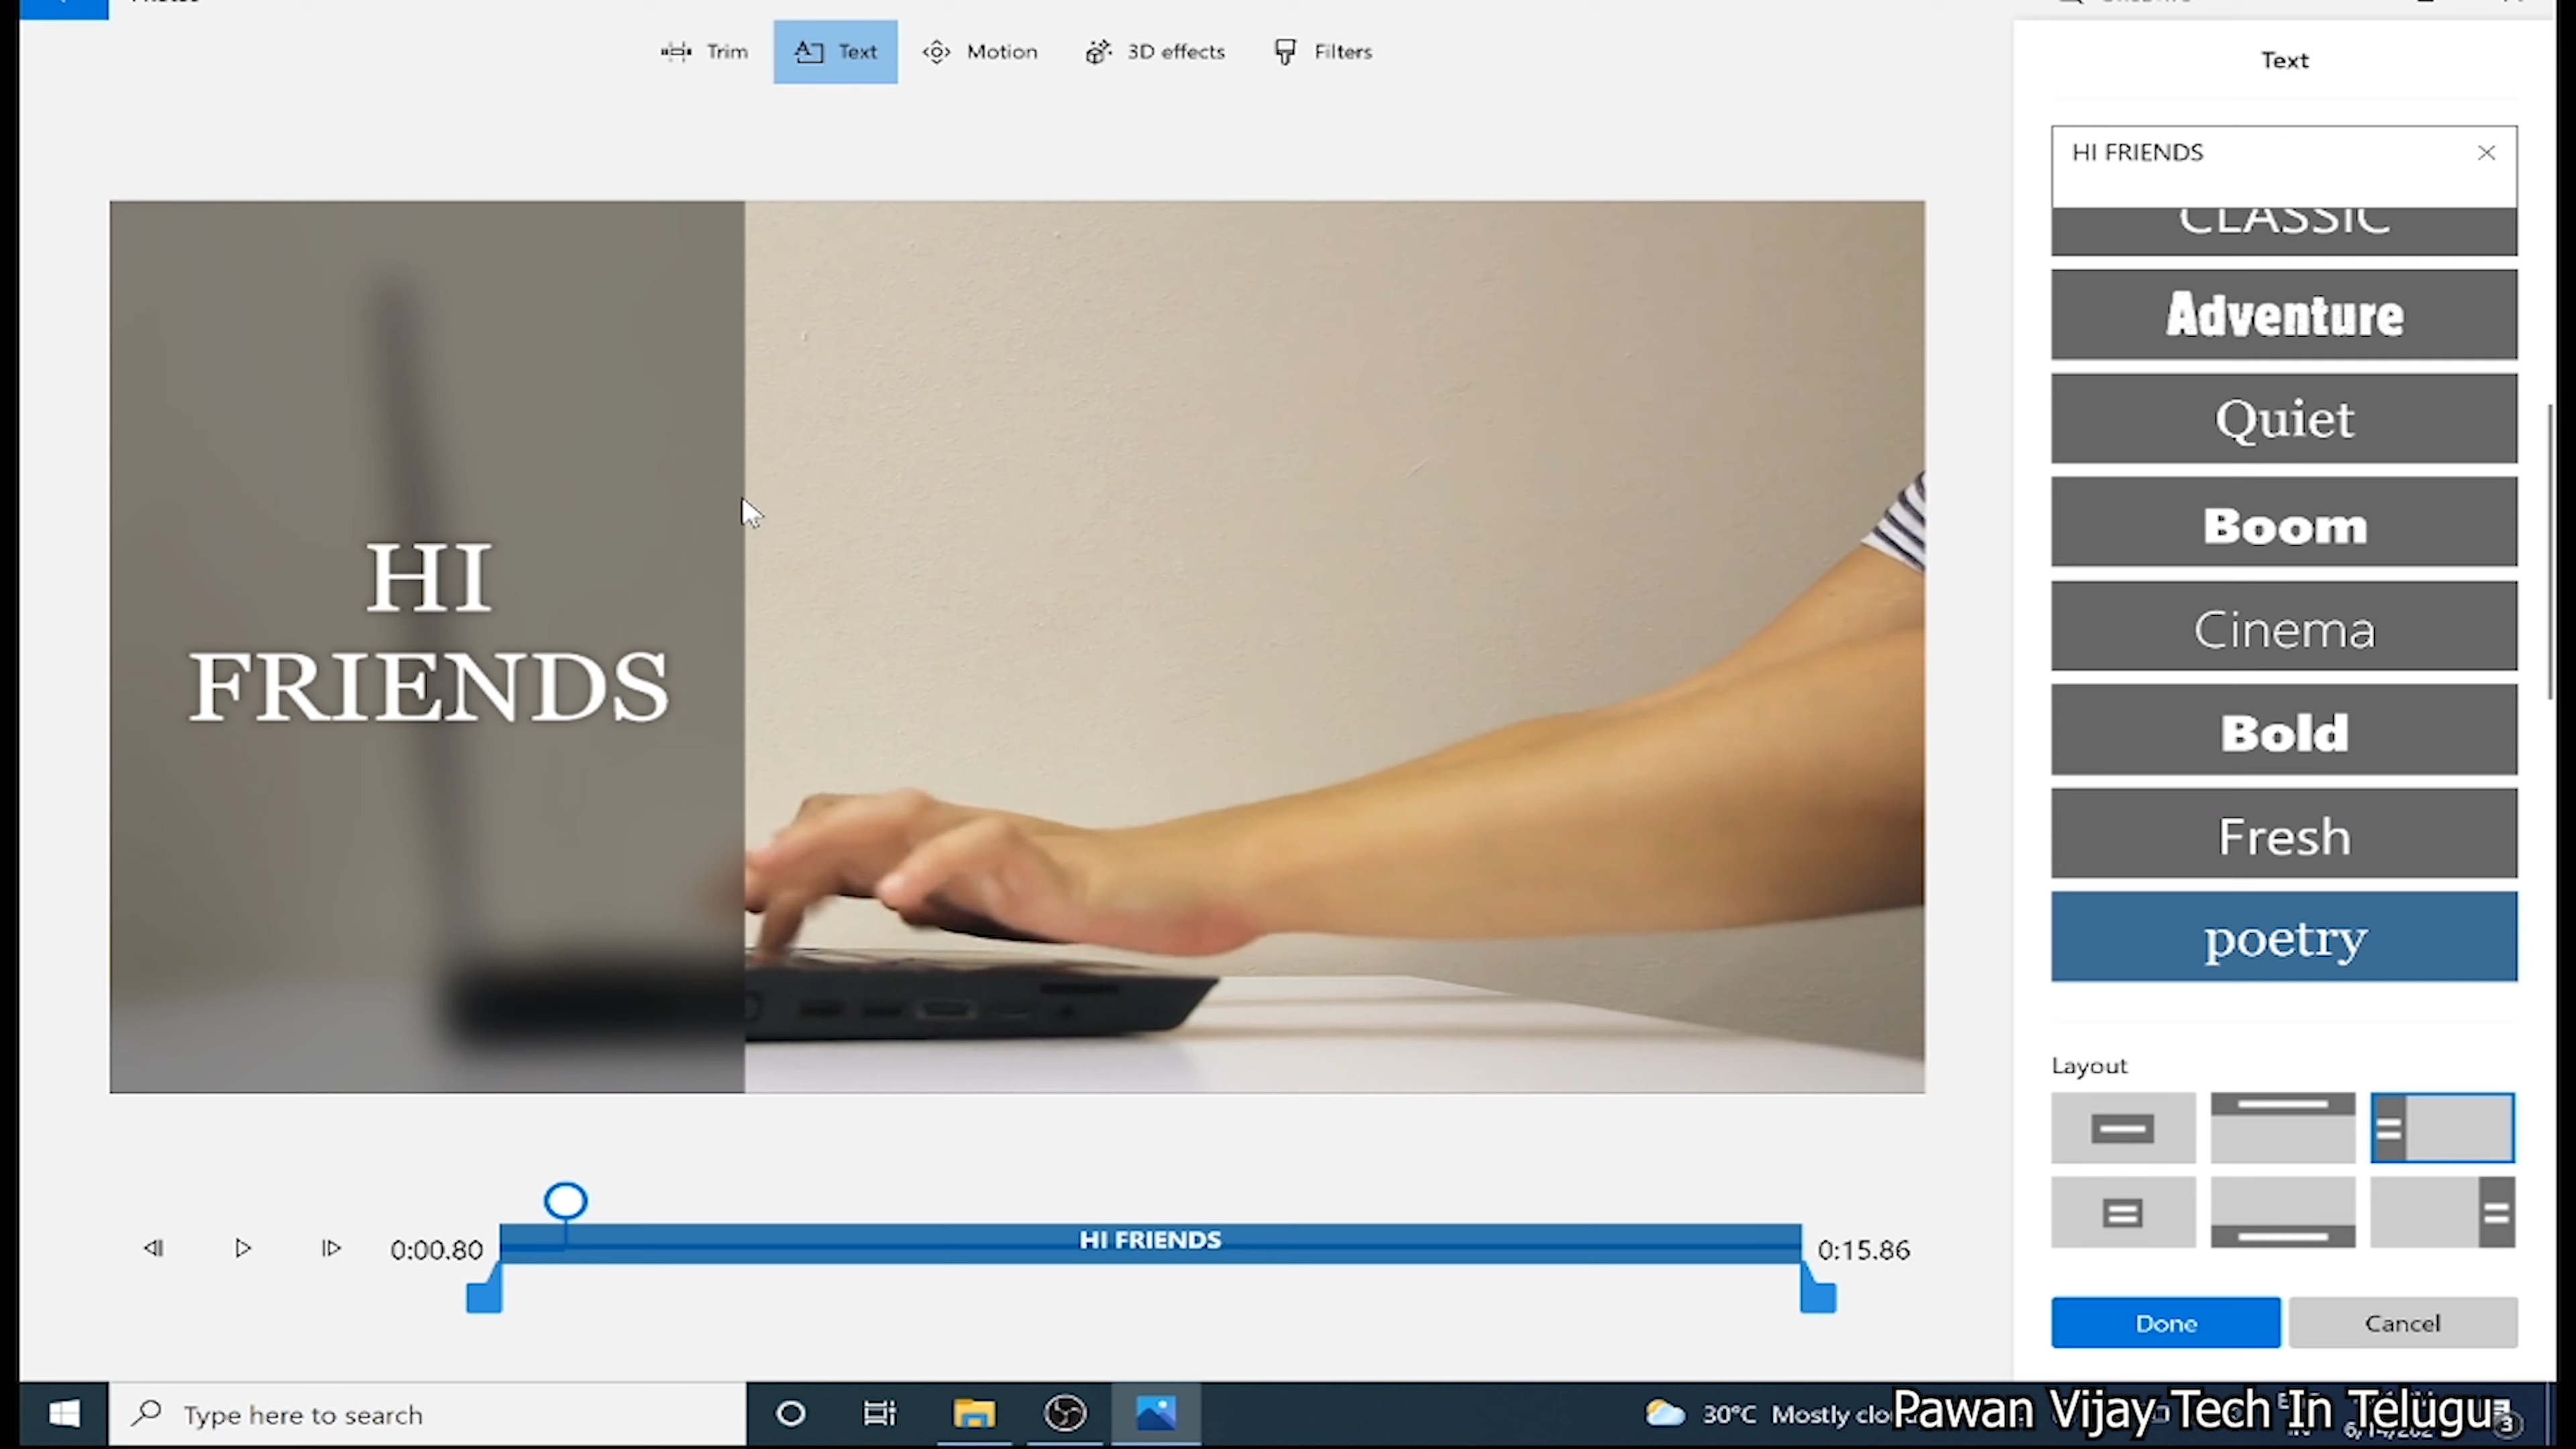 Trim
Text
Motion
3D effects
Filters
Text
HI FRIENDS
CLASSIC
Adventure
Quiet
Boom
Cinema
Bold
Fresh
poetry
HI
FRIENDS
Layout
0:00.80
HI FRIENDS
0:15.86
Done
Cancel
Type here to search
30°C Mostly clo
Pawan Vijay Tech In Telugu
3